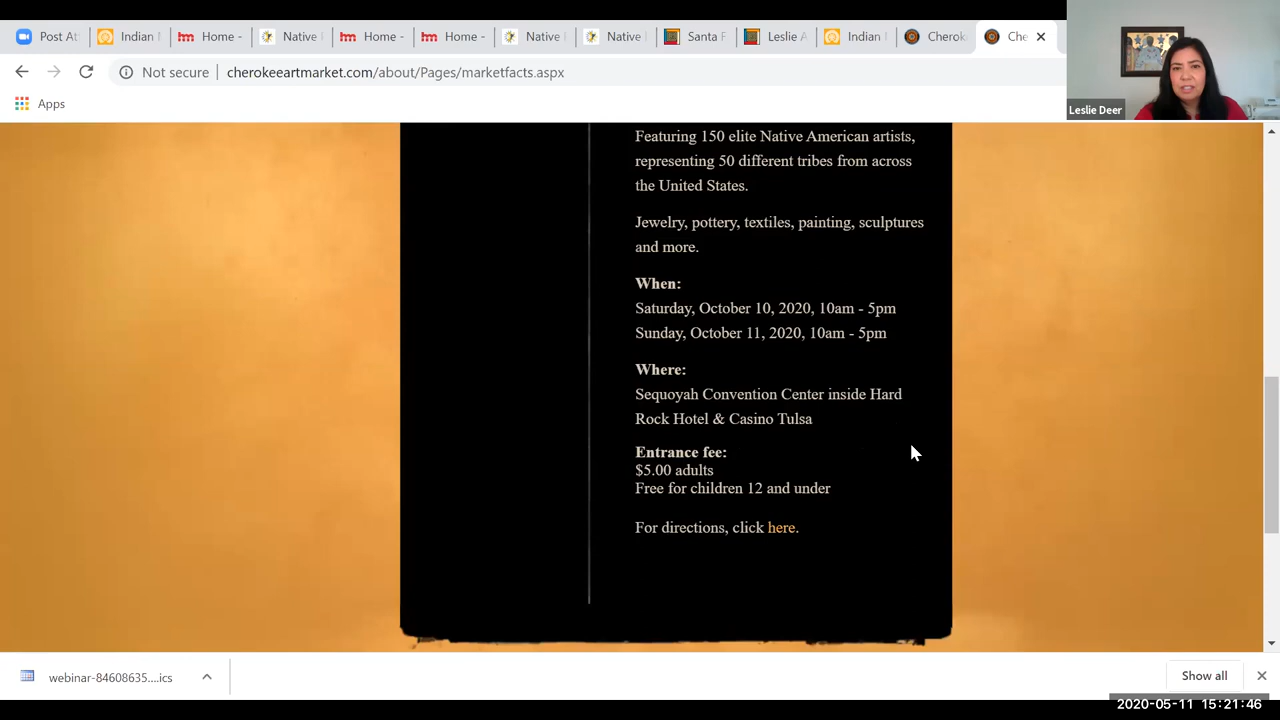 Post At
Indian
Home -
Native
Home -
Home -
Native
Native
Santa F
Leslie
Indian
Cherok
Che
Not secure
cherokeeartmarket.com/about/Pages/marketfacts.aspx
Apps
Leslie Deer
Featuring 150 elite Native American artists,
representing 50 different tribes from across
the United States.
Jewelry, pottery, textiles, painting, sculptures
and more.
When:
Saturday, October 10, 2020, 10am - 5pm
Sunday, October 11, 2020, 10am - 5pm
Where:
Sequoyah Convention Center inside Hard
Rock Hotel & Casino Tulsa
Entrance fee:
$5.00 adults
Free for children 12 and under
For directions, click here.
webinar-84608635....ics
Show all
2020-05-11 15:21:46